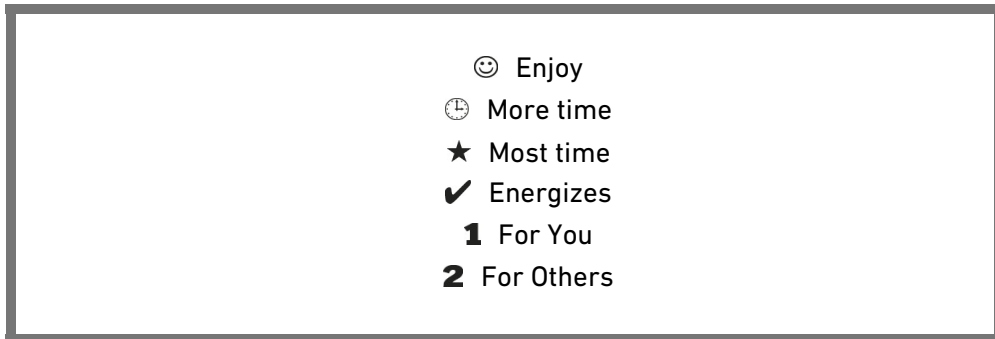 ☺ Enjoy
🕒 More time
★ Most time
✔ Energizes
1 For You
2 For Others